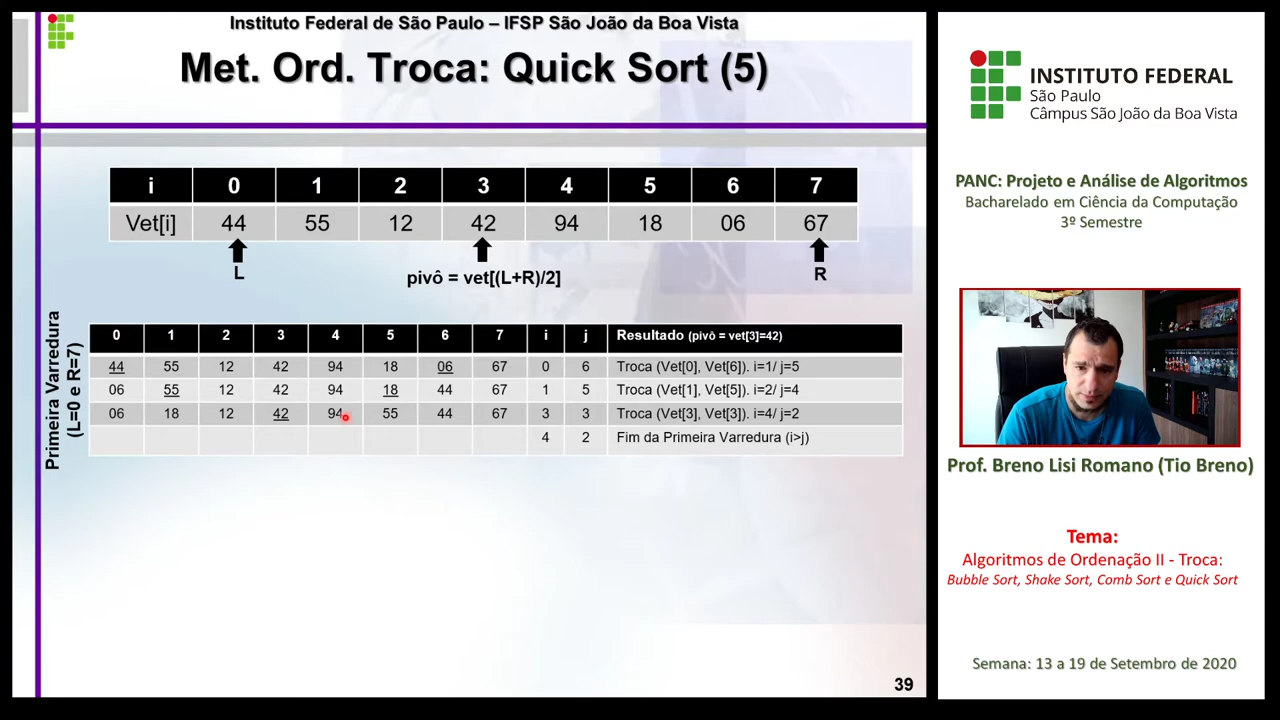 Instituto Federal de São Paulo – IFSP São João da Boa Vista
Met. Ord. Troca: Quick Sort (5)
i 0 1 2 3 4 5 6 7
Vet[i] 44 55 12 42 94 18 06 67
L
pivô = vet[(L+R)/2]
R
Primeira Varredura
(L=0 e R=7)
0 1 2 3 4 5 6 7 i j Resultado (pivô = vet[3]=42)
44 55 12 42 94 18 06 67 0 6 Troca (Vet[0], Vet[6]). i=1/ j=5
06 55 12 42 94 18 44 67 1 5 Troca (Vet[1], Vet[5]). i=2/ j=4
06 18 12 42 94 55 44 67 3 3 Troca (Vet[3], Vet[3]). i=4/ j=2
4 2 Fim da Primeira Varredura (i>j)
39
INSTITUTO FEDERAL
São Paulo
Câmpus São João da Boa Vista
PANC: Projeto e Análise de Algoritmos
Bacharelado em Ciência da Computação
3º Semestre
Prof. Breno Lisi Romano (Tio Breno)
Tema:
Algoritmos de Ordenação II - Troca:
Bubble Sort, Shake Sort, Comb Sort e Quick Sort
Semana: 13 a 19 de Setembro de 2020